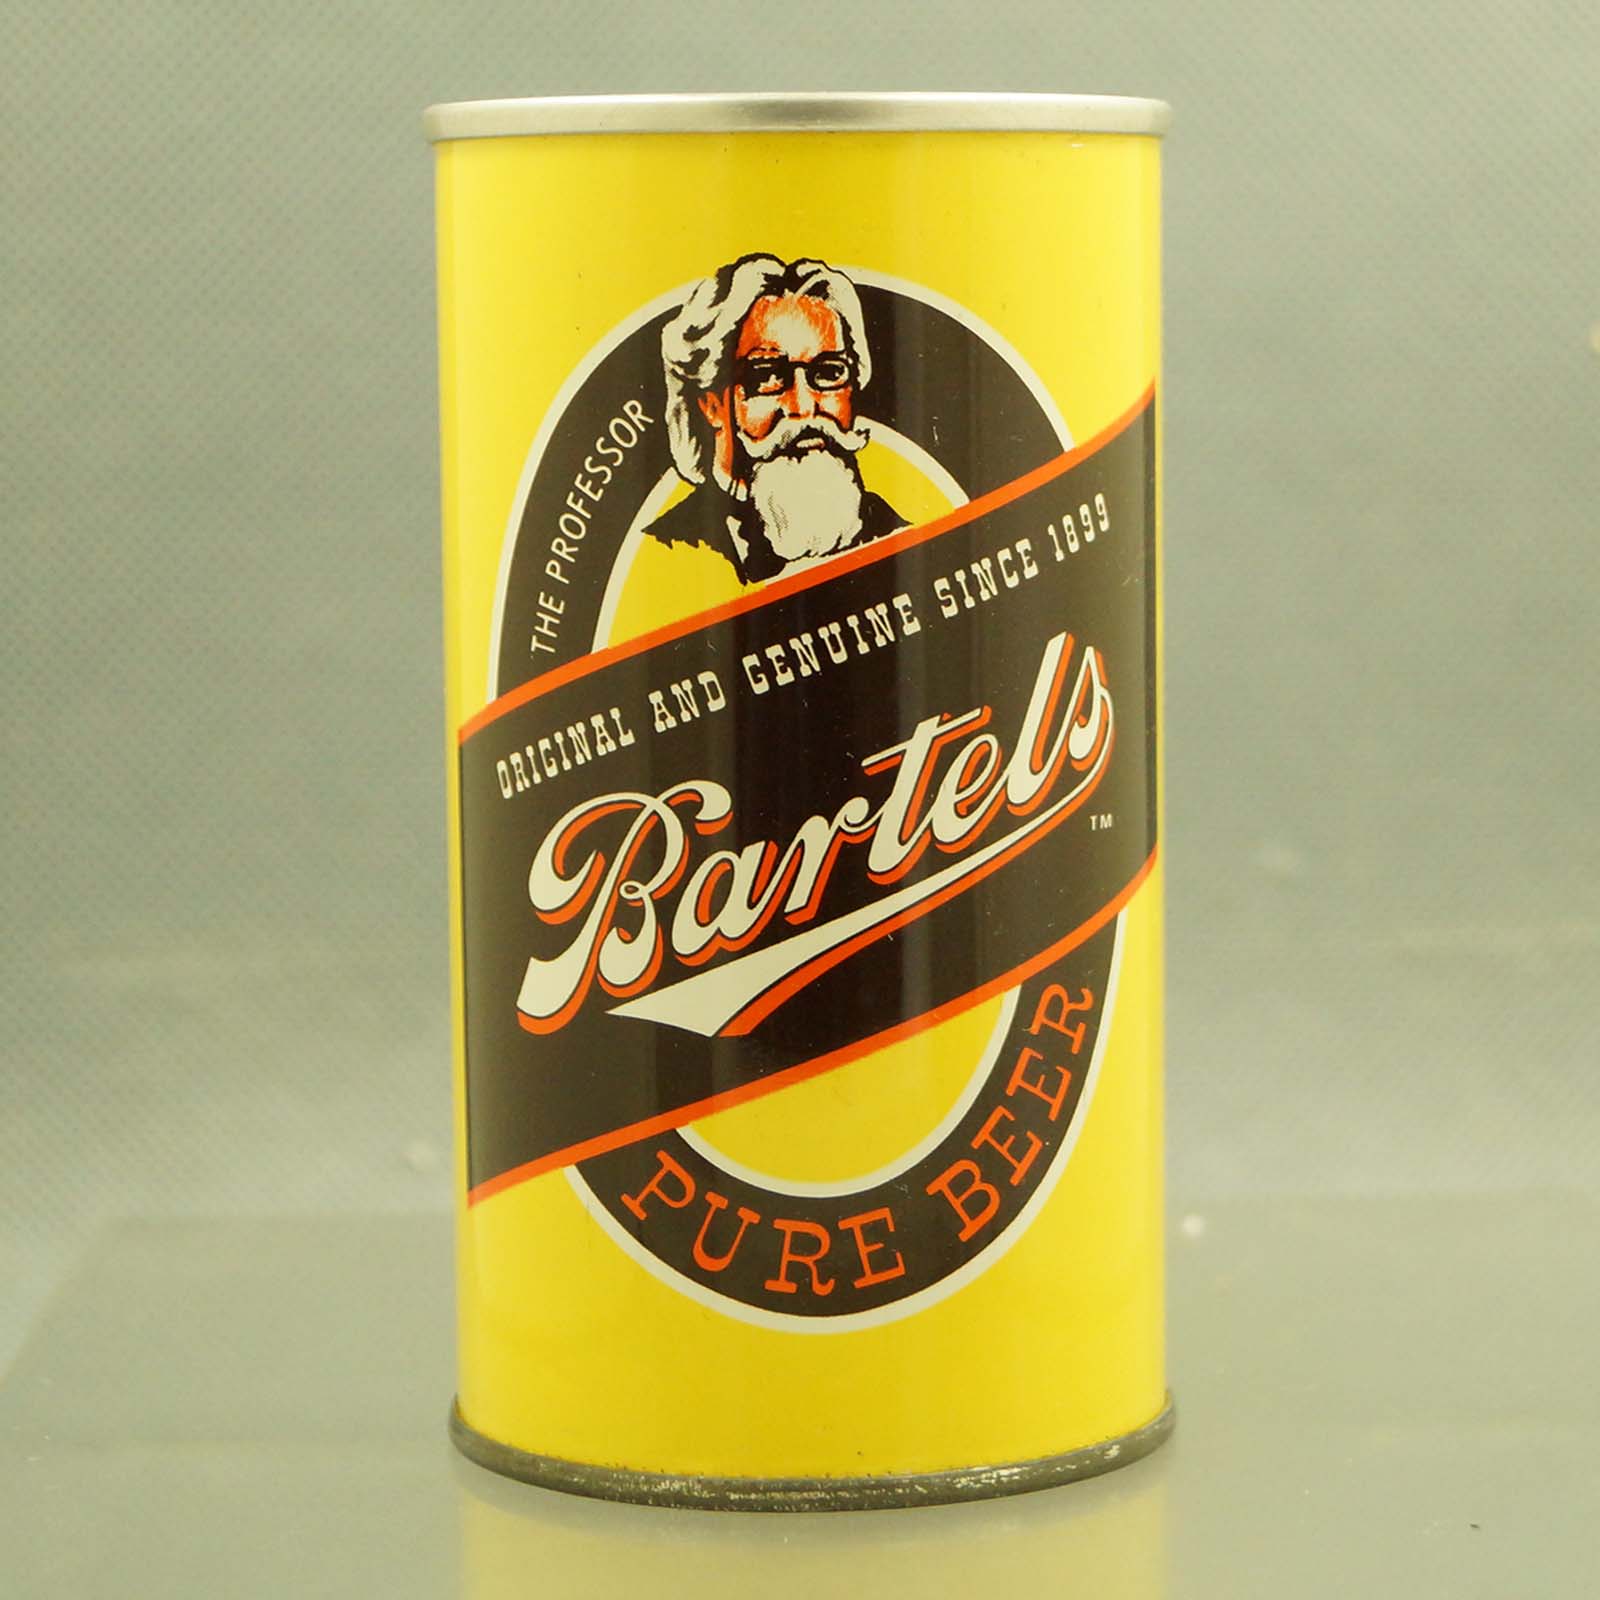 THE PROFESSOR
ORIGINAL AND GENUINE SINCE 1899
Bartels
TM
PURE BEER